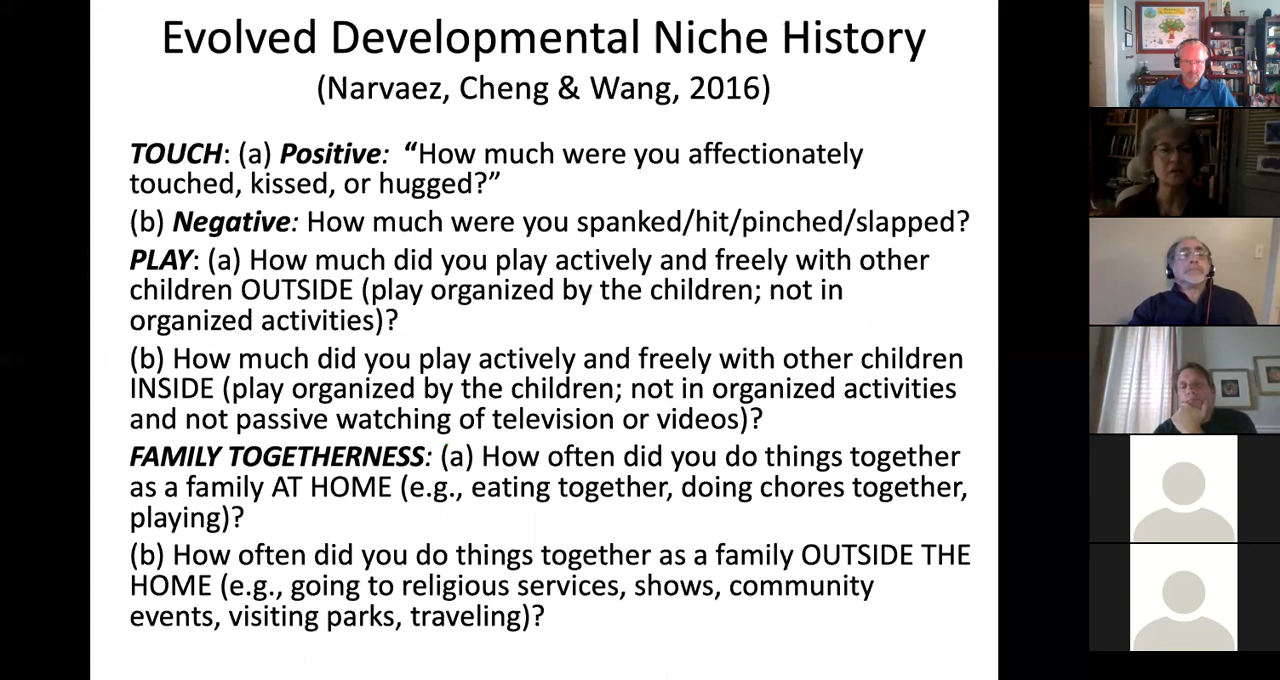 Evolved Developmental Niche History
(Narvaez, Cheng & Wang, 2016)
TOUCH: (a) Positive: “How much were you affectionately
touched, kissed, or hugged?”
(b) Negative: How much were you spanked/hit/pinched/slapped?
PLAY: (a) How much did you play actively and freely with other
children OUTSIDE (play organized by the children; not in
organized activities)?
(b) How much did you play actively and freely with other children
INSIDE (play organized by the children; not in organized activities
and not passive watching of television or videos)?
FAMILY TOGETHERNESS: (a) How often did you do things together
as a family AT HOME (e.g., eating together, doing chores together,
playing)?
(b) How often did you do things together as a family OUTSIDE THE
HOME (e.g., going to religious services, shows, community
events, visiting parks, traveling)?